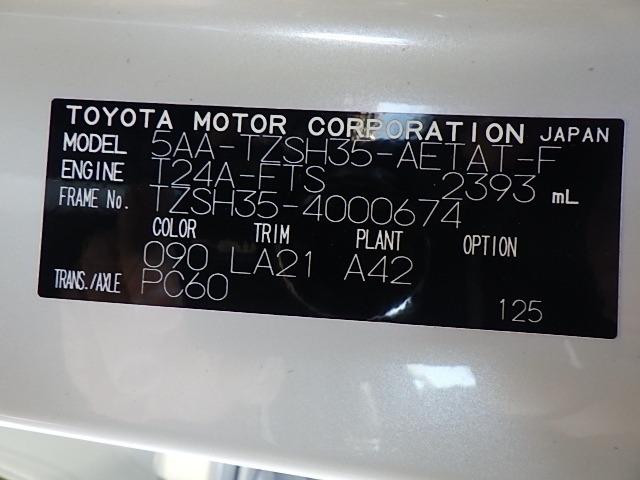 TOYOTA MOTOR CORPORATION JAPAN
MODEL 5AA-TZSH35-AETAT-F
ENGINE T24A-FTS 2393 mL
FRAME No. TZSH35-4000674
COLOR TRIM PLANT OPTION
090 LA21 A42
TRANS./AXLE PC60
125